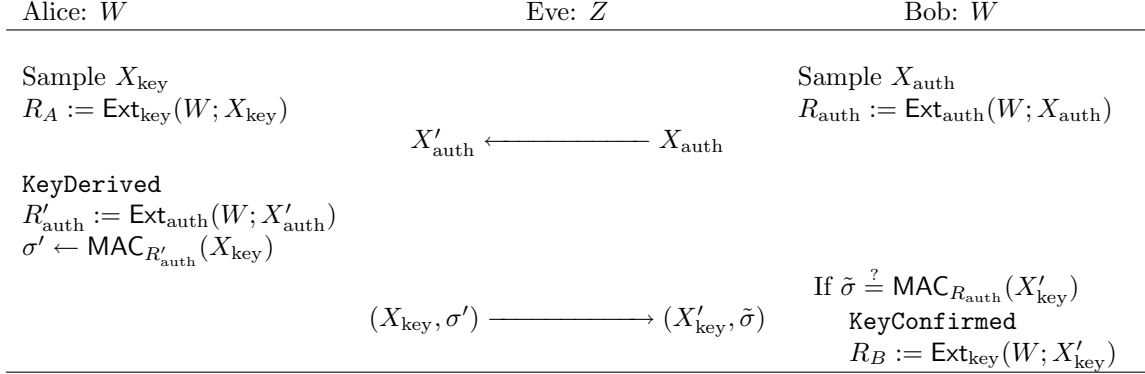 Alice: W Eve: Z Bob: W
Sample X_key Sample X_auth
R_A := Ext_key(W; X_key) R_auth := Ext_auth(W; X_auth)
X′_auth ⟵ X_auth
KeyDerived
R′_auth := Ext_auth(W; X′_auth)
σ′ ← MAC_{R′_auth}(X_key)
If σ̃ ≟ MAC_{R_auth}(X′_key)
(X_key, σ′) ⟶ (X′_key, σ̃) KeyConfirmed
R_B := Ext_key(W; X′_key)